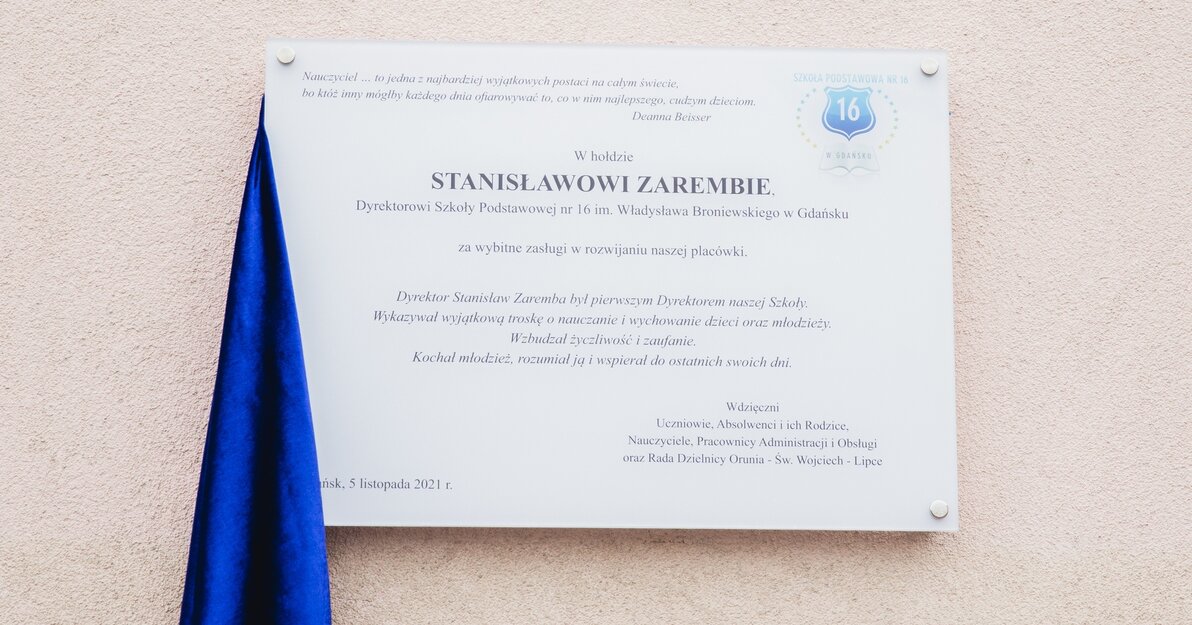 Nauczyciel ... to jedna z najbardziej wyjątkowych postaci na całym świecie,
bo któż inny mógłby każdego dnia ofiarowywać to, co w nim najlepszego, cudzym dzieciom.
Deanna Beisser
SZKOŁA PODSTAWOWA NR 16
16
W GDAŃSKU
W hołdzie
STANISŁAWOWI ZAREMBIE,
Dyrektorowi Szkoły Podstawowej nr 16 im. Władysława Broniewskiego w Gdańsku
za wybitne zasługi w rozwijaniu naszej placówki.
Dyrektor Stanisław Zaremba był pierwszym Dyrektorem naszej Szkoły.
Wykazywał wyjątkową troskę o nauczanie i wychowanie dzieci oraz młodzieży.
Wzbudzał życzliwość i zaufanie.
Kochał młodzież, rozumiał ją i wspierał do ostatnich swoich dni.
Wdzięczni
Uczniowie, Absolwenci i ich Rodzice,
Nauczyciele, Pracownicy Administracji i Obsługi
oraz Rada Dzielnicy Orunia - Św. Wojciech - Lipce
5 listopada 2021 r.